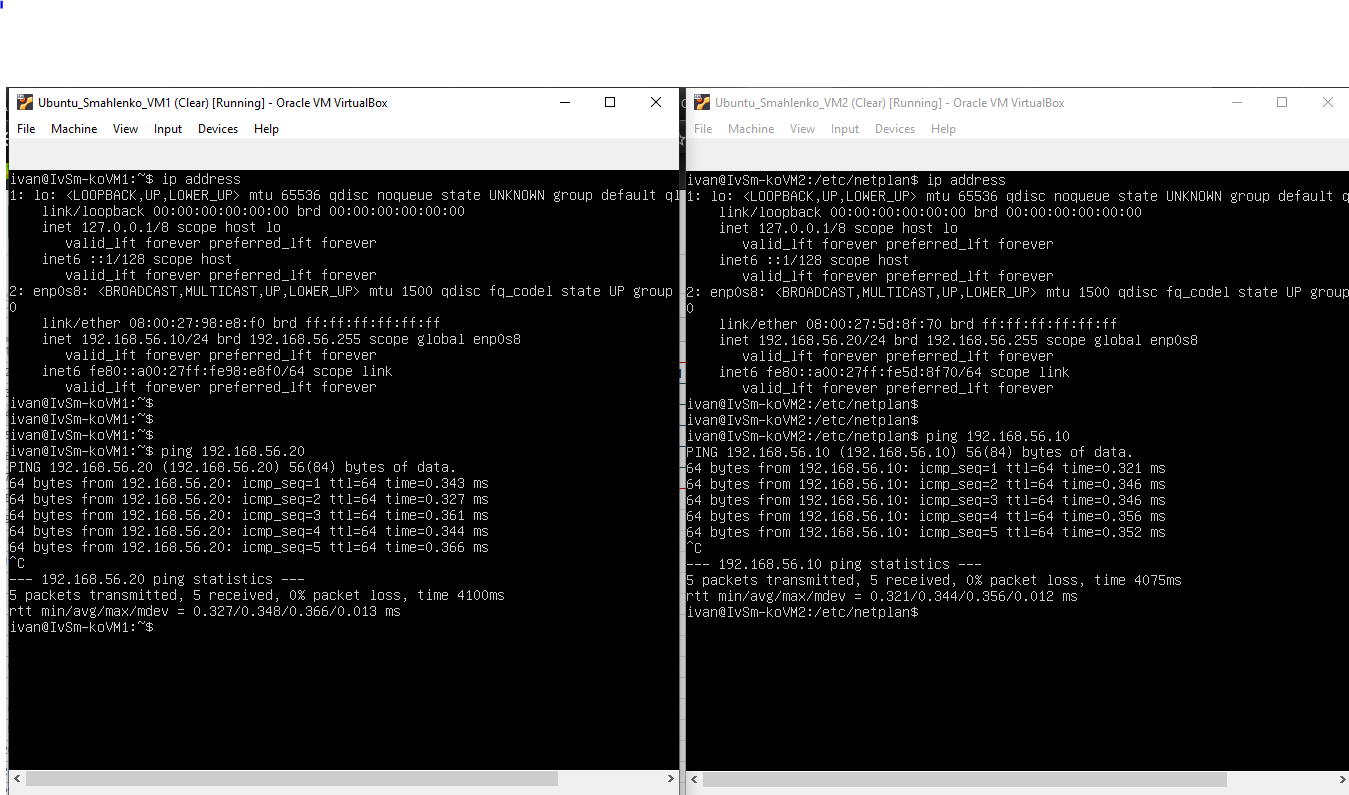 Ubuntu_Smahlenko_VM1 (Clear) [Running] - Oracle VM VirtualBox
File Machine View Input Devices Help
ivan@IvSm-koVM1:~$ ip address
1: lo: <LOOPBACK,UP,LOWER_UP> mtu 65536 qdisc noqueue state UNKNOWN group default ql
    link/loopback 00:00:00:00:00:00 brd 00:00:00:00:00:00
    inet 127.0.0.1/8 scope host lo
       valid_lft forever preferred_lft forever
    inet6 ::1/128 scope host
       valid_lft forever preferred_lft forever
2: enp0s8: <BROADCAST,MULTICAST,UP,LOWER_UP> mtu 1500 qdisc fq_codel state UP group
0
    link/ether 08:00:27:98:e8:f0 brd ff:ff:ff:ff:ff:ff
    inet 192.168.56.10/24 brd 192.168.56.255 scope global enp0s8
       valid_lft forever preferred_lft forever
    inet6 fe80::a00:27ff:fe98:e8f0/64 scope link
       valid_lft forever preferred_lft forever
ivan@IvSm-koVM1:~$
ivan@IvSm-koVM1:~$
ivan@IvSm-koVM1:~$
ivan@IvSm-koVM1:~$ ping 192.168.56.20
PING 192.168.56.20 (192.168.56.20) 56(84) bytes of data.
64 bytes from 192.168.56.20: icmp_seq=1 ttl=64 time=0.343 ms
64 bytes from 192.168.56.20: icmp_seq=2 ttl=64 time=0.327 ms
64 bytes from 192.168.56.20: icmp_seq=3 ttl=64 time=0.361 ms
64 bytes from 192.168.56.20: icmp_seq=4 ttl=64 time=0.344 ms
64 bytes from 192.168.56.20: icmp_seq=5 ttl=64 time=0.366 ms
^C
--- 192.168.56.20 ping statistics ---
5 packets transmitted, 5 received, 0% packet loss, time 4100ms
rtt min/avg/max/mdev = 0.327/0.348/0.366/0.013 ms
ivan@IvSm-koVM1:~$
Ubuntu_Smahlenko_VM2 (Clear) [Running] - Oracle VM VirtualBox
File Machine View Input Devices Help
ivan@IvSm-koVM2:/etc/netplan$ ip address
1: lo: <LOOPBACK,UP,LOWER_UP> mtu 65536 qdisc noqueue state UNKNOWN group default q
    link/loopback 00:00:00:00:00:00 brd 00:00:00:00:00:00
    inet 127.0.0.1/8 scope host lo
       valid_lft forever preferred_lft forever
    inet6 ::1/128 scope host
       valid_lft forever preferred_lft forever
2: enp0s8: <BROADCAST,MULTICAST,UP,LOWER_UP> mtu 1500 qdisc fq_codel state UP group
0
    link/ether 08:00:27:5d:8f:70 brd ff:ff:ff:ff:ff:ff
    inet 192.168.56.20/24 brd 192.168.56.255 scope global enp0s8
       valid_lft forever preferred_lft forever
    inet6 fe80::a00:27ff:fe5d:8f70/64 scope link
       valid_lft forever preferred_lft forever
ivan@IvSm-koVM2:/etc/netplan$
ivan@IvSm-koVM2:/etc/netplan$
ivan@IvSm-koVM2:/etc/netplan$ ping 192.168.56.10
PING 192.168.56.10 (192.168.56.10) 56(84) bytes of data.
64 bytes from 192.168.56.10: icmp_seq=1 ttl=64 time=0.321 ms
64 bytes from 192.168.56.10: icmp_seq=2 ttl=64 time=0.346 ms
64 bytes from 192.168.56.10: icmp_seq=3 ttl=64 time=0.346 ms
64 bytes from 192.168.56.10: icmp_seq=4 ttl=64 time=0.356 ms
64 bytes from 192.168.56.10: icmp_seq=5 ttl=64 time=0.352 ms
^C
--- 192.168.56.10 ping statistics ---
5 packets transmitted, 5 received, 0% packet loss, time 4075ms
rtt min/avg/max/mdev = 0.321/0.344/0.356/0.012 ms
ivan@IvSm-koVM2:/etc/netplan$